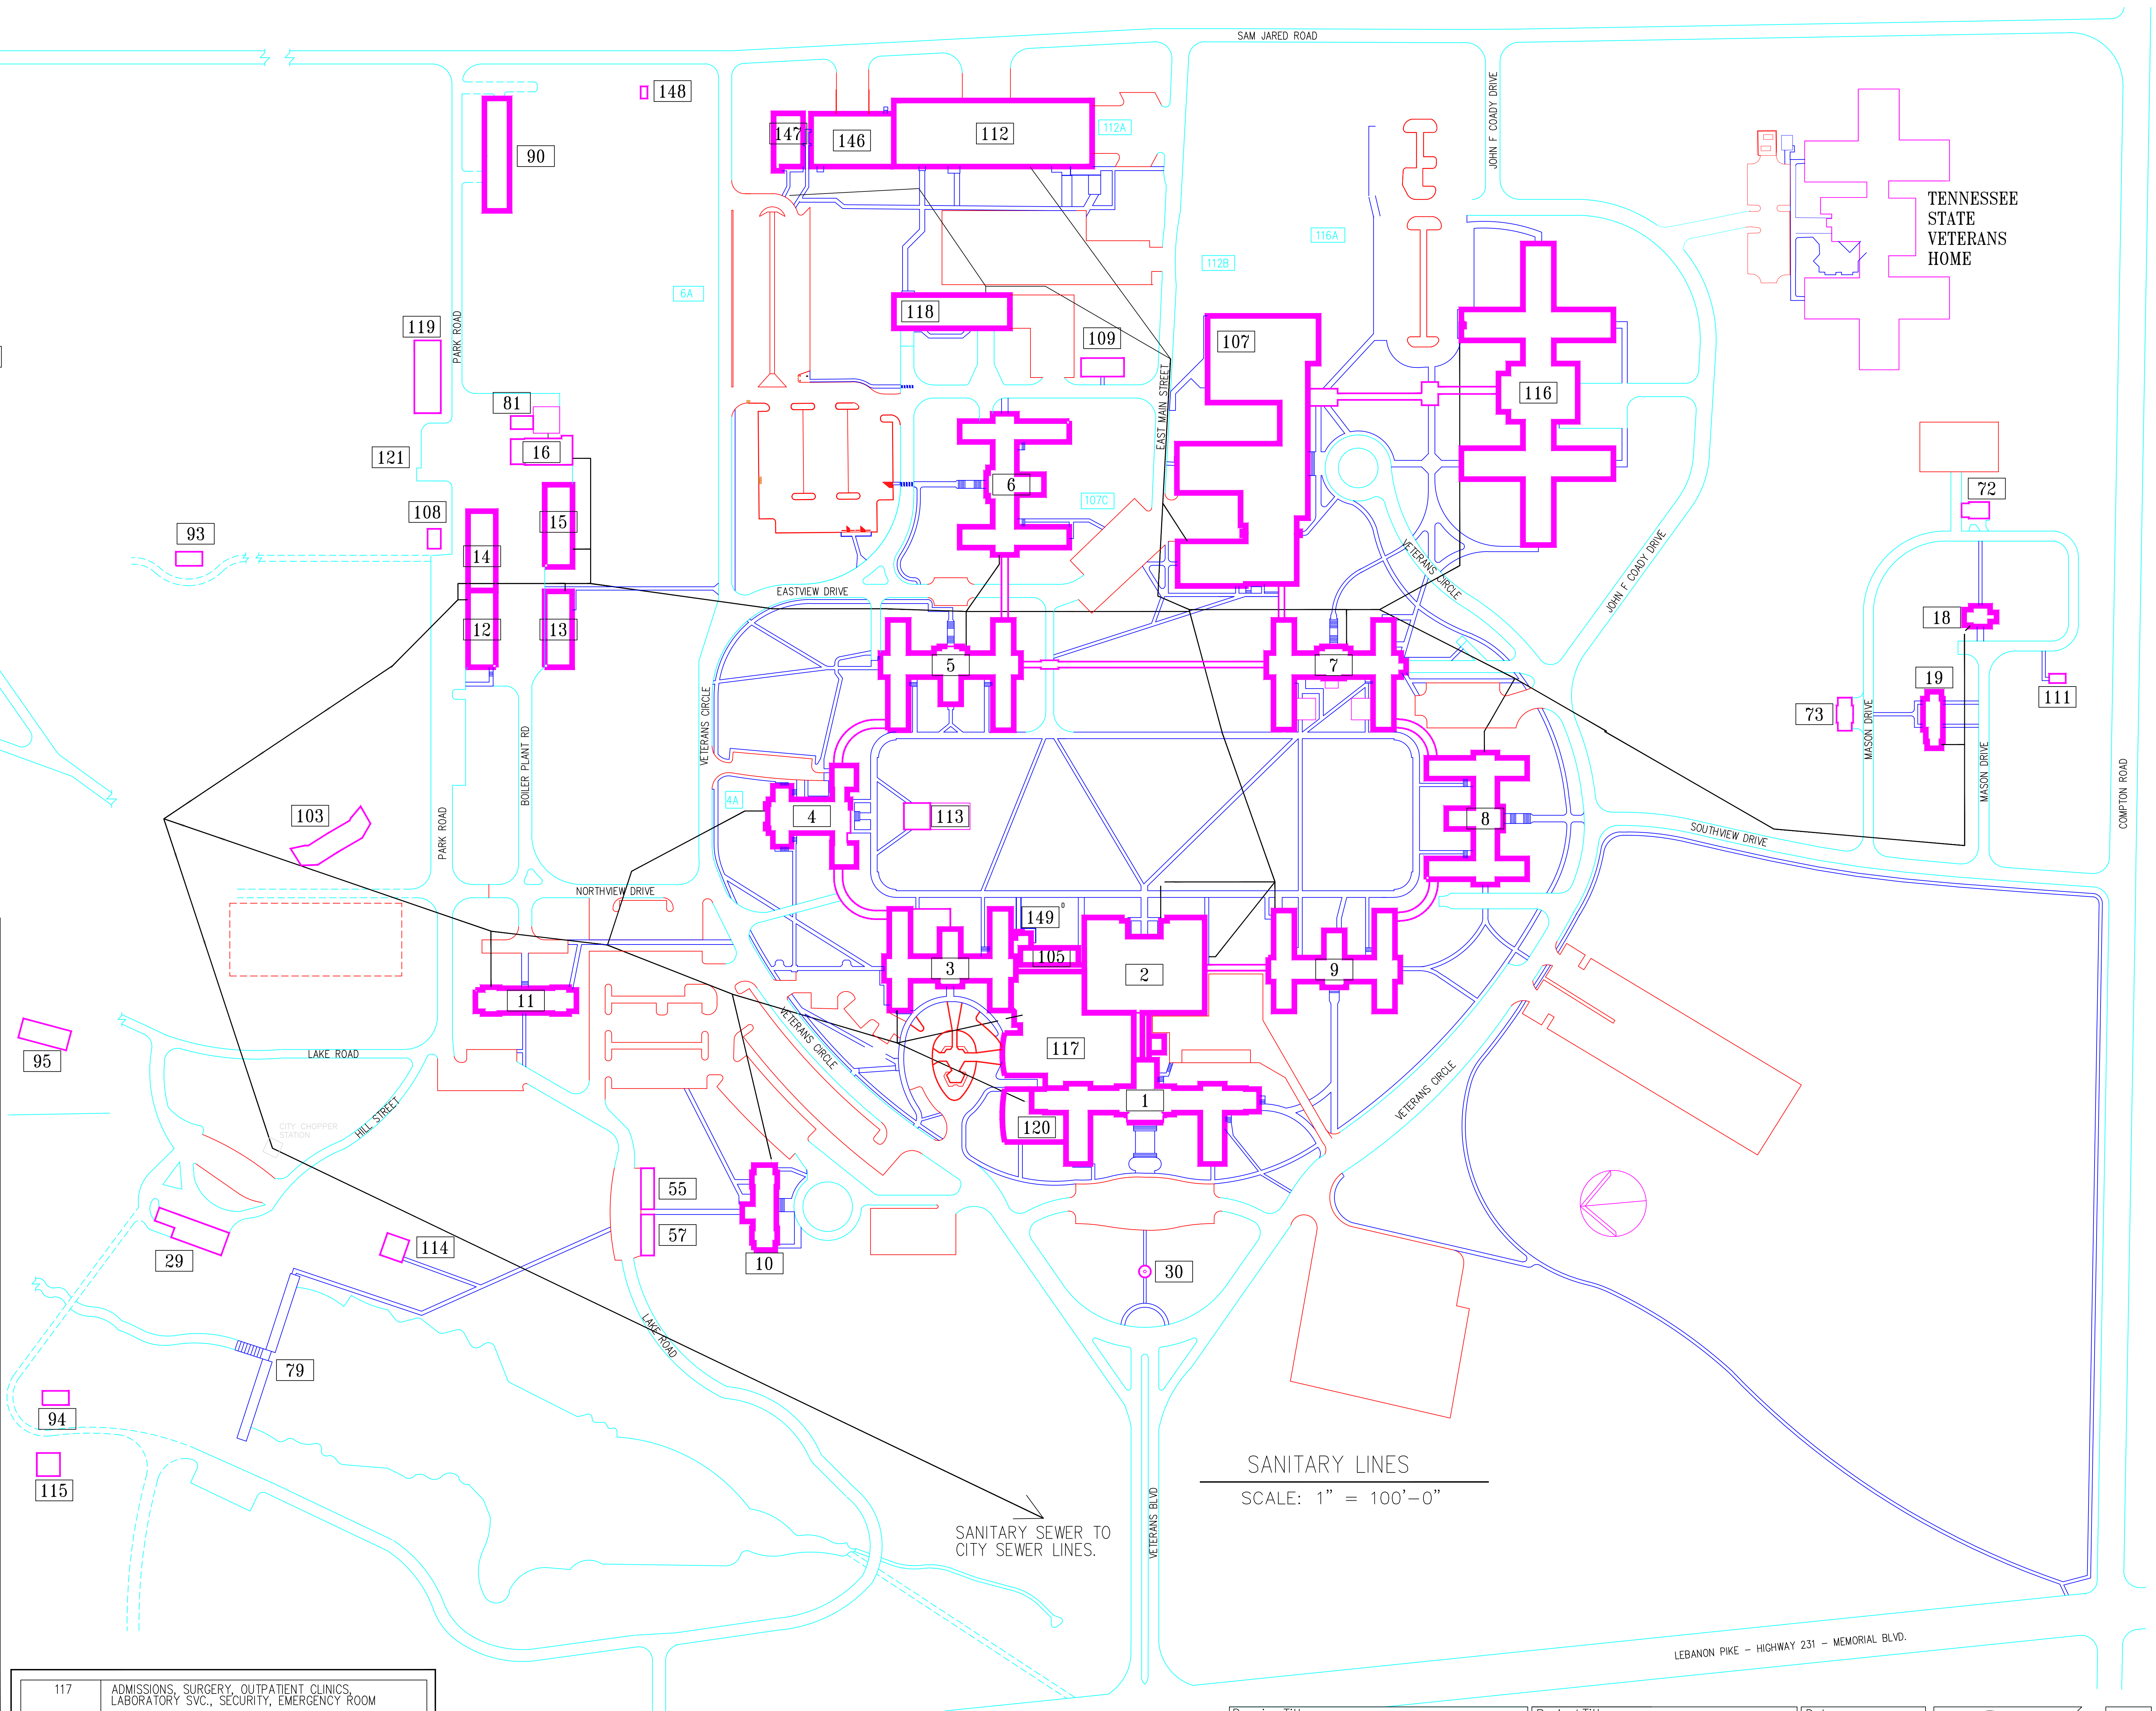 SAM JARED ROAD
148
147
146
112
112A
JOHN F COADY DRIVE
90
TENNESSEE
STATE
VETERANS
HOME
116A
112B
6A
118
119
PARK ROAD
109
107
116
EAST MAIN STREET
81
16
121
6
107C
72
108
15
93
14
VETERANS CIRCLE
JOHN F COADY DRIVE
EASTVIEW DRIVE
12
13
18
5
7
19
111
73
VETERANS CIRCLE
MASON DRIVE
MASON DRIVE
BOILER PLANT RD
4A
103
4
113
8
COMPTON ROAD
PARK ROAD
SOUTHVIEW DRIVE
NORTHVIEW DRIVE
149
0
105
3
2
9
11
95
LAKE ROAD
VETERANS CIRCLE
117
VETERANS CIRCLE
1
HILL STREET
CITY CHOPPER
STATION
120
55
57
29
114
10
30
LAKE ROAD
79
94
115
SANITARY LINES
SCALE: 1" = 100'-0"
VETERANS BLVD
SANITARY SEWER TO
CITY SEWER LINES.
LEBANON PIKE - HIGHWAY 231 - MEMORIAL BLVD.
117 ADMISSIONS, SURGERY, OUTPATIENT CLINICS,
LABORATORY SVC., SECURITY, EMERGENCY ROOM